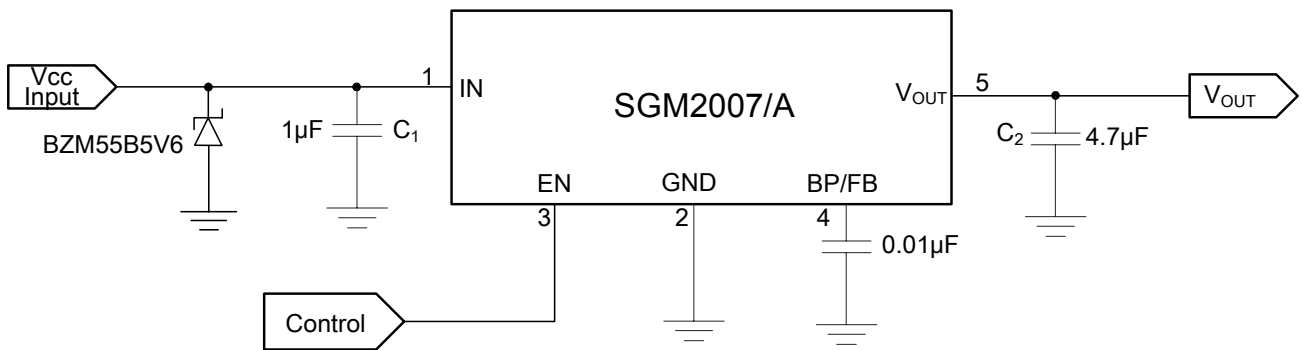 Vcc
Input
BZM55B5V6
1µF
C1
1
IN
SGM2007/A
VOUT
5
C2
4.7µF
VOUT
EN
GND
BP/FB
3
2
4
0.01µF
Control